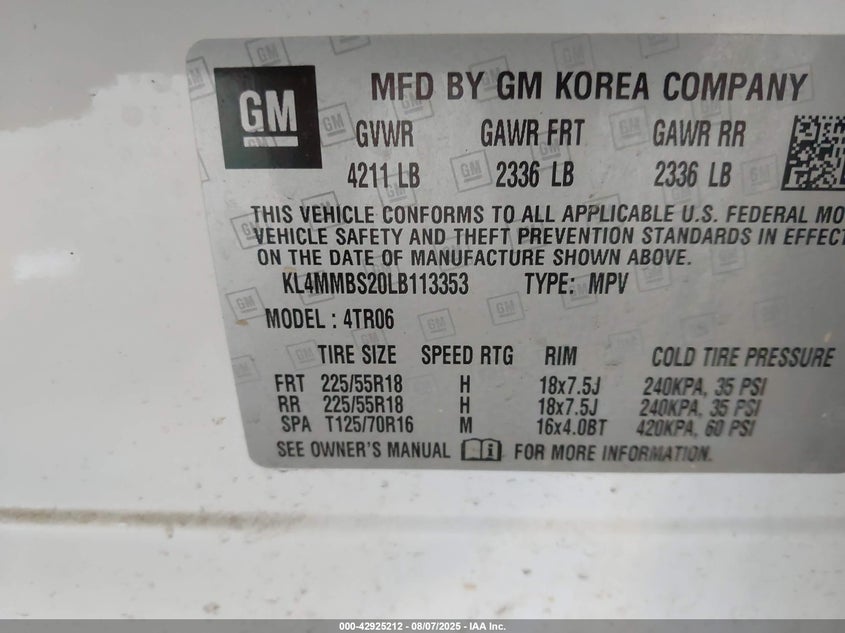 GM
MFD BY GM KOREA COMPANY
GVWR GAWR FRT GAWR RR
4211 LB 2336 LB 2336 LB
THIS VEHICLE CONFORMS TO ALL APPLICABLE U.S. FEDERAL MO
VEHICLE SAFETY AND THEFT PREVENTION STANDARDS IN EFFECT
ON THE DATE OF MANUFACTURE SHOWN ABOVE.
KL4MMBS20LB113353 TYPE: MPV
MODEL : 4TR06
TIRE SIZE SPEED RTG RIM COLD TIRE PRESSURE
FRT 225/55R18 H 18x7.5J 240KPA, 35 PSI
RR 225/55R18 H 18x7.5J 240KPA, 35 PSI
SPA T125/70R16 M 16x4.0BT 420KPA, 60 PSI
SEE OWNER'S MANUAL i FOR MORE INFORMATION.
000-42925212 - 08/07/2025 - IAA Inc.